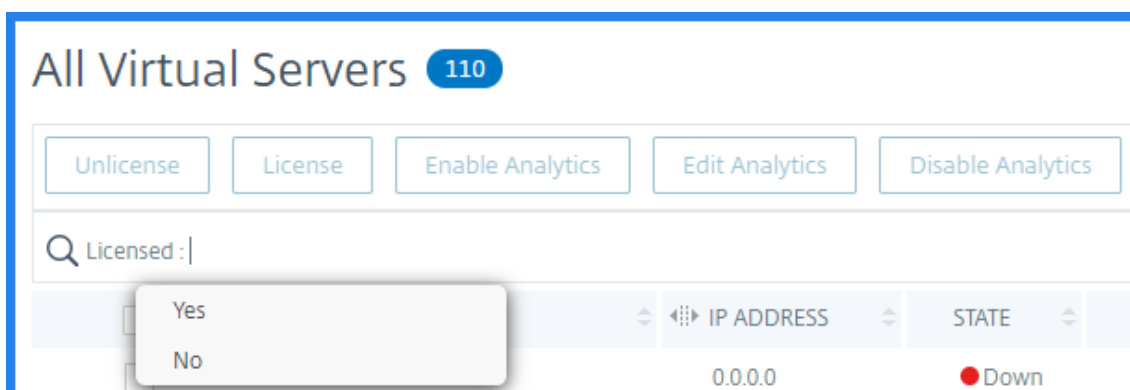 All Virtual Servers 110
Unlicense License Enable Analytics Edit Analytics Disable Analytics
Licensed :
Yes
IP ADDRESS STATE
No
0.0.0.0 Down